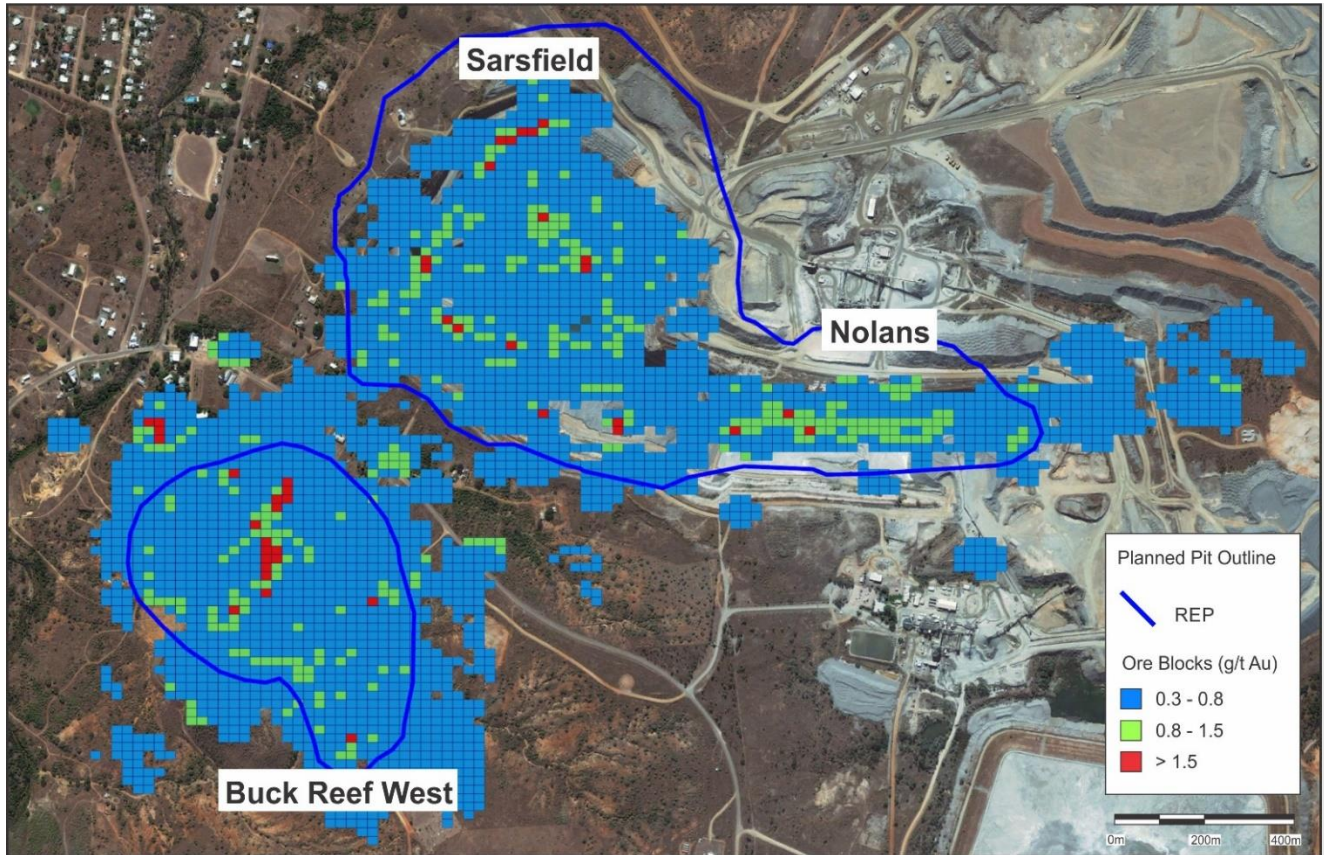 Sarsfield
Nolans
Buck Reef West
Planned Pit Outline
REP
Ore Blocks (g/t Au)
0.3 - 0.8
0.8 - 1.5
> 1.5
0m 200m 400m